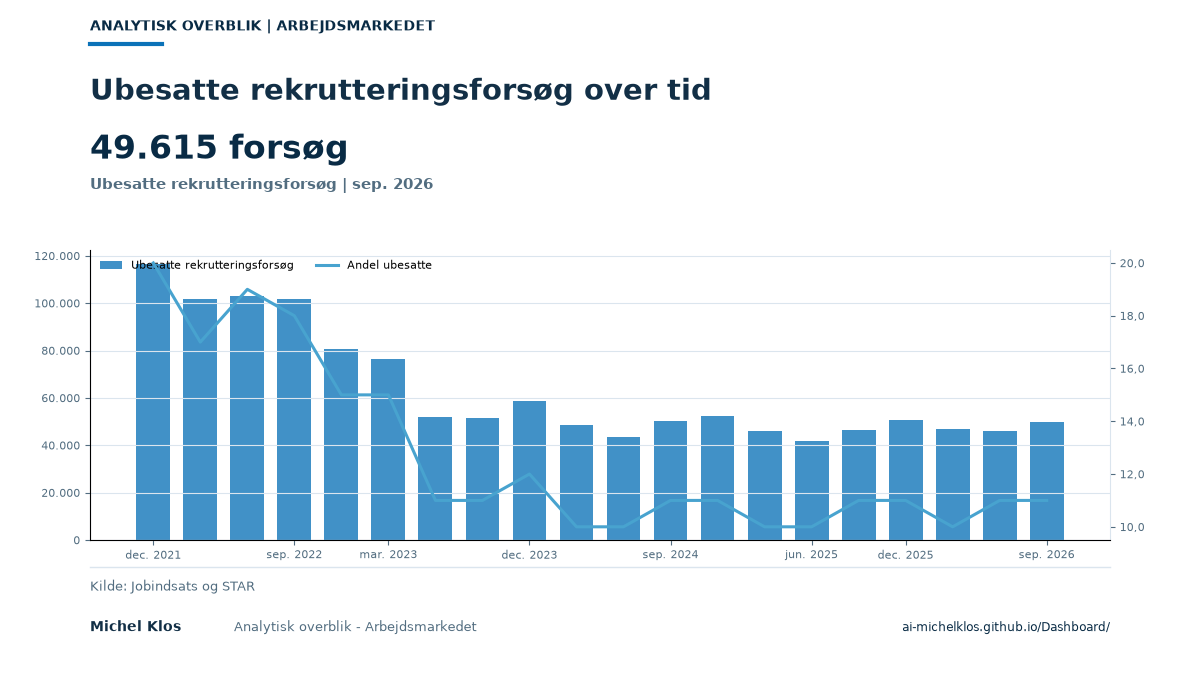 ANALYTISK OVERBLIK | ARBEJDSMARKEDET
Ubesatte rekrutteringsforsøg over tid
49.615 forsøg
Ubesatte rekrutteringsforsøg | sep. 2026
Ubesatte rekrutteringsforsøg
Andel ubesatte
120.000
100.000
80.000
60.000
40.000
20.000
0
20,0
18,0
16,0
14,0
12,0
10,0
dec. 2021
sep. 2022
mar. 2023
dec. 2023
sep. 2024
jun. 2025
dec. 2025
sep. 2026
Kilde: Jobindsats og STAR
Michel Klos
Analytisk overblik - Arbejdsmarkedet
ai-michelklos.github.io/Dashboard/